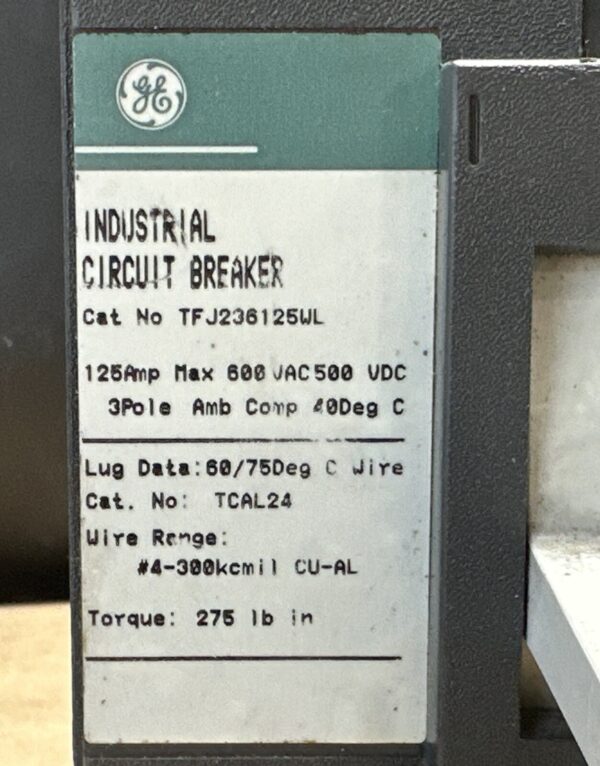 GE
INDUSTRIAL
CIRCUIT BREAKER
Cat No TFJ236125WL
125Amp Max 600 VAC 500 VDC
3Pole Amb Comp 40Deg C
Lug Data:60/75Deg C Wire
Cat. No: TCAL24
Wire Range:
#4-300kcmil CU-AL
Torque: 275 lb in